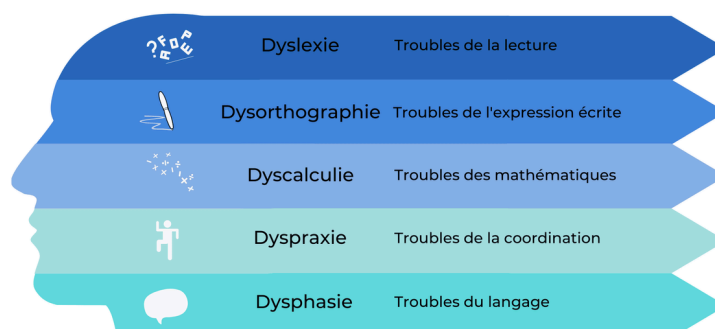 Dyslexie Troubles de la lecture
Dysorthographie Troubles de l'expression écrite
Dyscalculie Troubles des mathématiques
Dyspraxie Troubles de la coordination
Dysphasie Troubles du langage